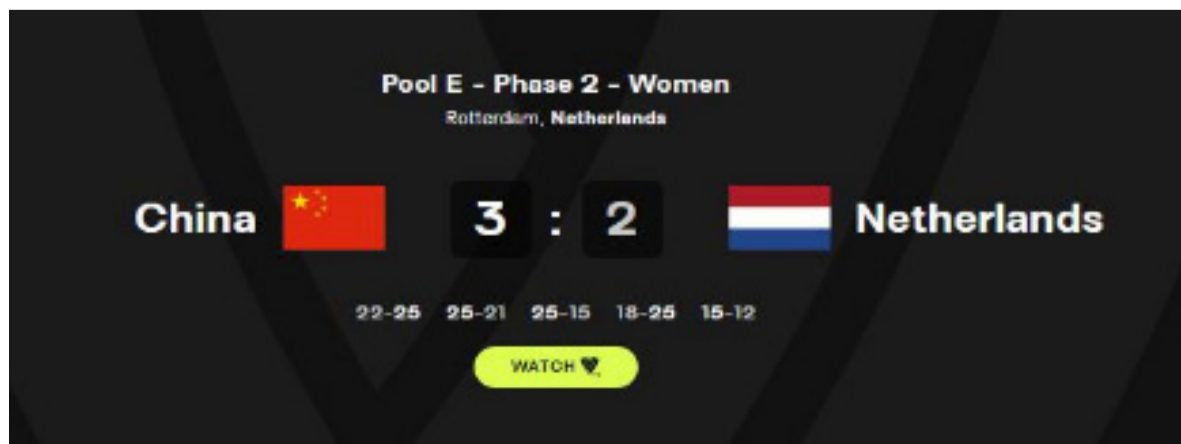 Pool E - Phase 2 - Women
Rotterdam, Netherlands
China 3 : 2 Netherlands
22-25 25-21 25-15 18-25 15-12
WATCH